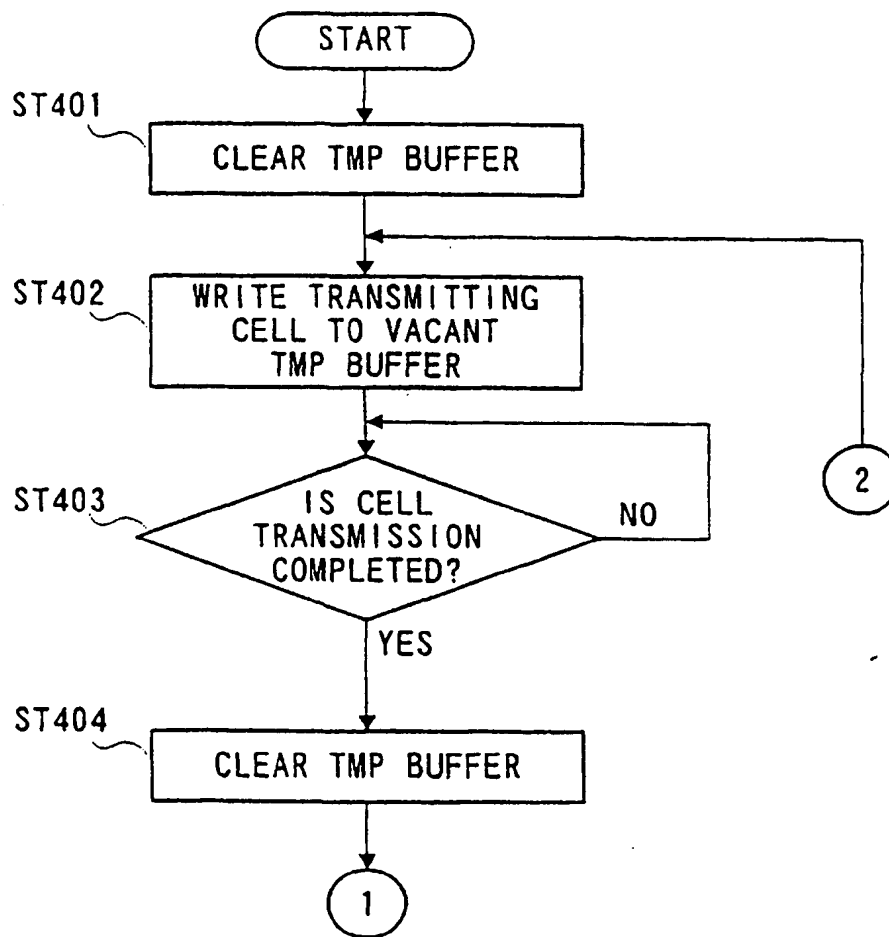 START
ST401
CLEAR TMP BUFFER
ST402
WRITE TRANSMITTING
CELL TO VACANT
TMP BUFFER
2
ST403
IS CELL
TRANSMISSION
COMPLETED?
NO
YES
ST404
CLEAR TMP BUFFER
1